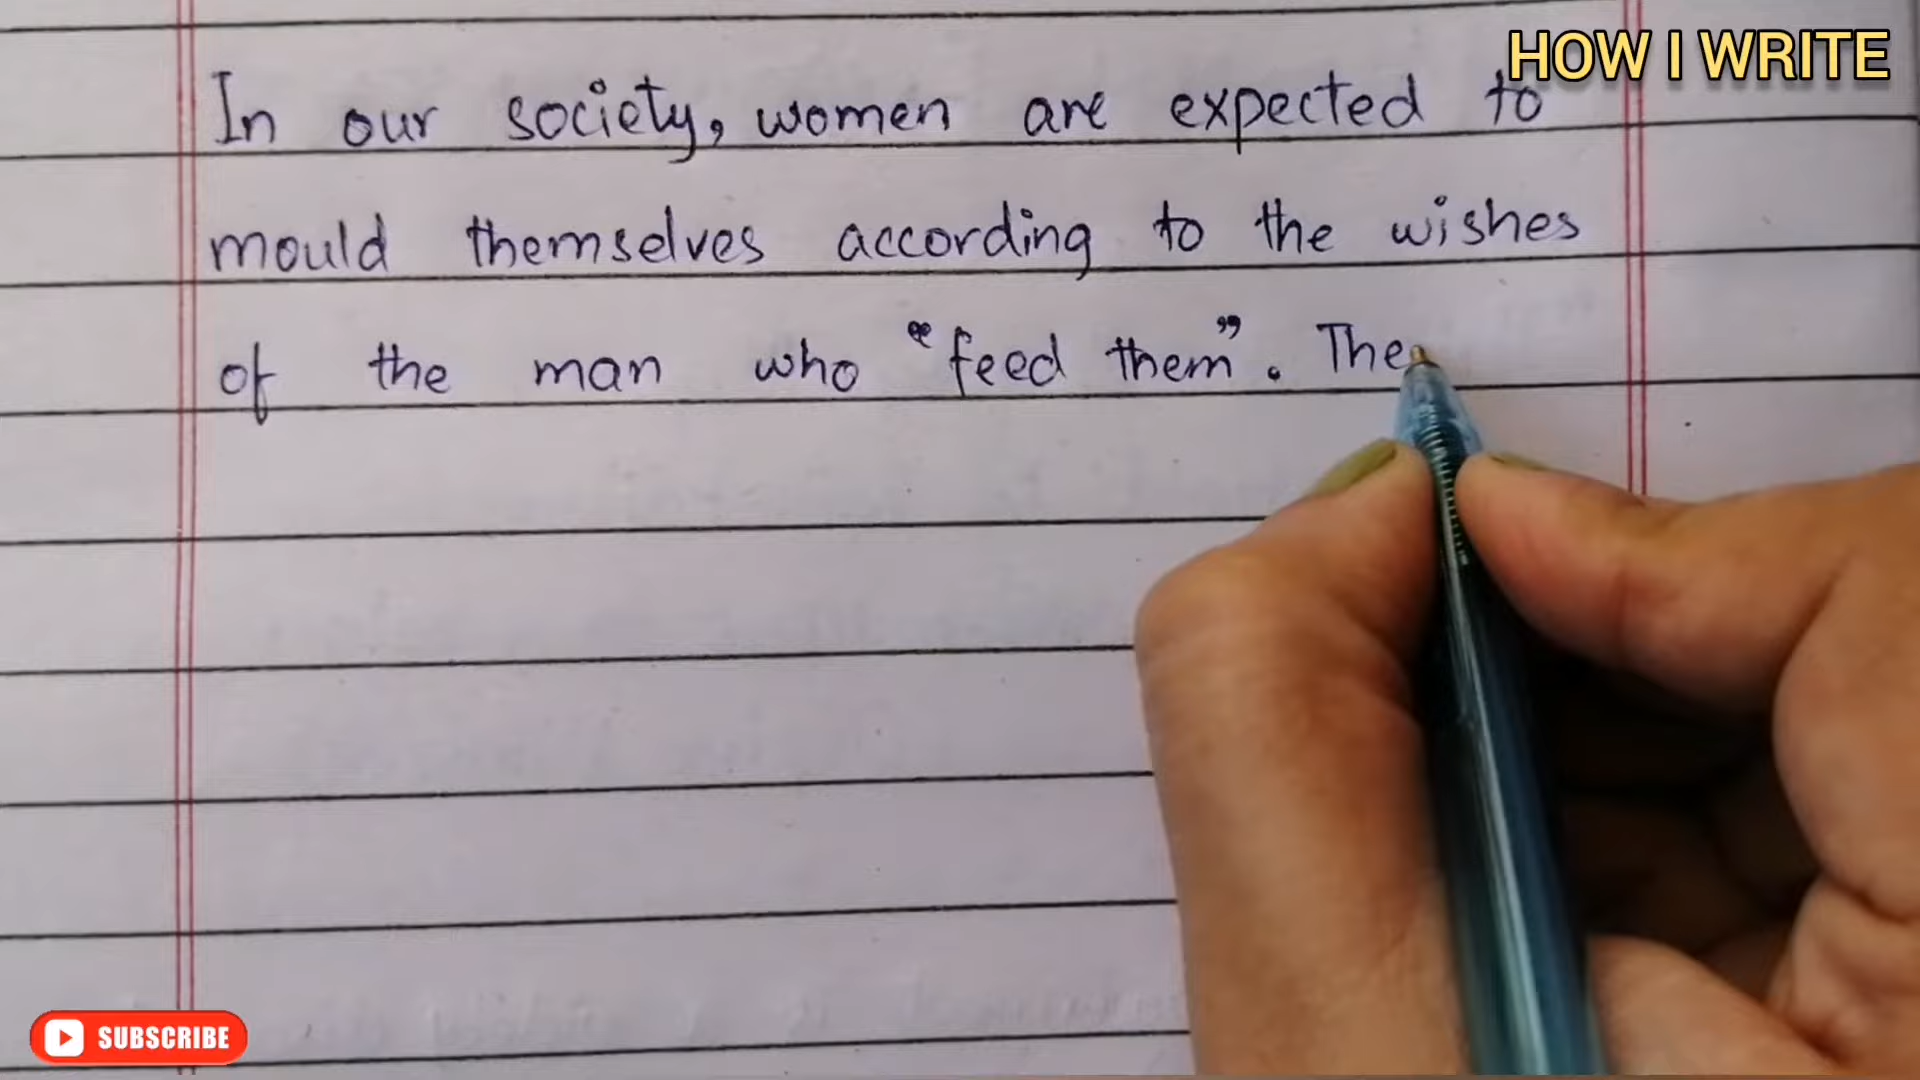 HOW I WRITE
In our society, women are expected to
mould themselves according to the wishes
of the man who "feed them". The
SUBSCRIBE